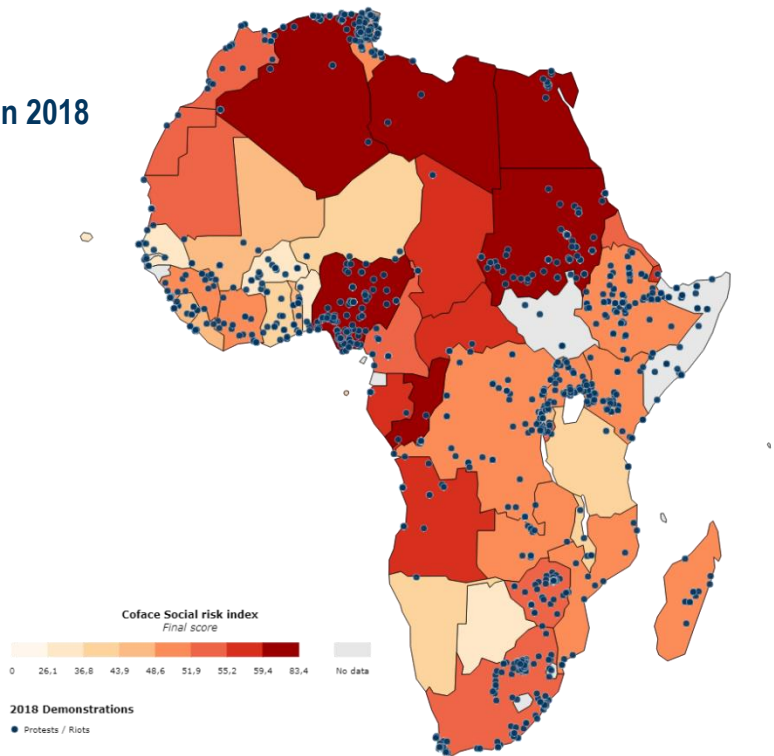 n 2018
Coface Social risk index
Final score
0 26,1 36,8 43,9 48,6 51,9 55,2 59,4 83,4 No data
2018 Demonstrations
Protests / Riots